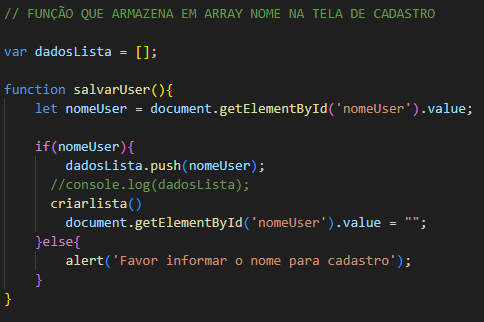 // FUNÇÃO QUE ARMAZENA EM ARRAY NOME NA TELA DE CADASTRO
var dadosLista = [];
function salvarUser(){
let nomeUser = document.getElementById('nomeUser').value;
if(nomeUser){
dadosLista.push(nomeUser);
//console.log(dadosLista);
criarlista()
document.getElementById('nomeUser').value = "";
}else{
alert('Favor informar o nome para cadastro');
}
}